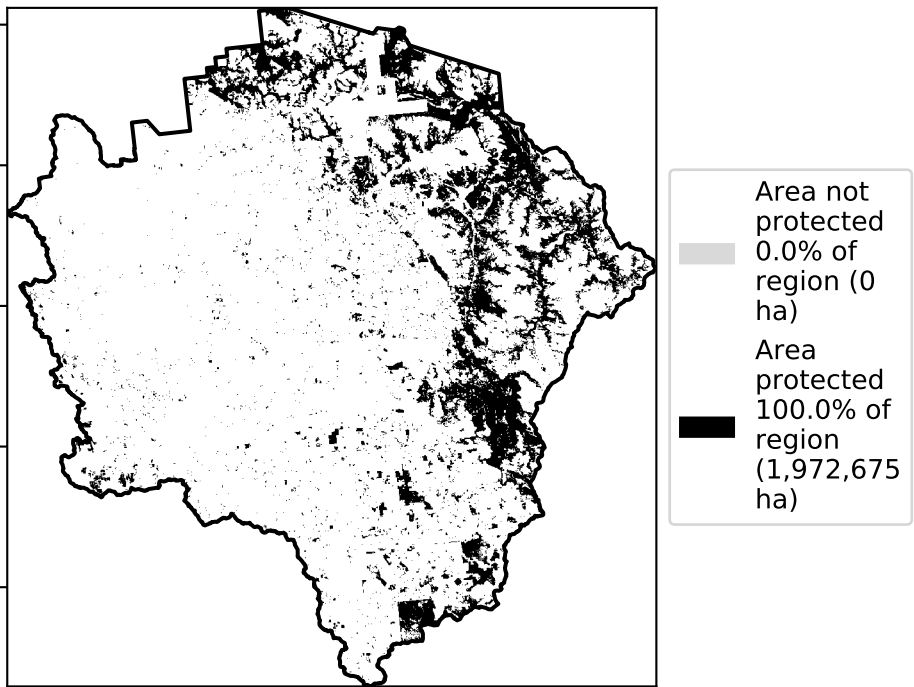 Area not
protected
0.0% of
region (0
ha)
Area
protected
100.0% of
region
(1,972,675
ha)